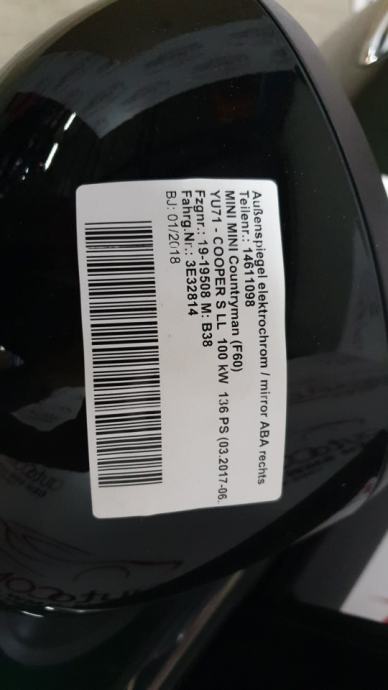 Außenspiegel elektrochrom / mirror ABA rechts
Teilenr.: 14611098
MINI MINI Countryman (F60)
YU71 - COOPER S LL 100 kW 136 PS (03.2017-06.
Fzgnr.: 19-19508 M: B38
Fahrg.Nr.: 3E32814
BJ: 01/2018